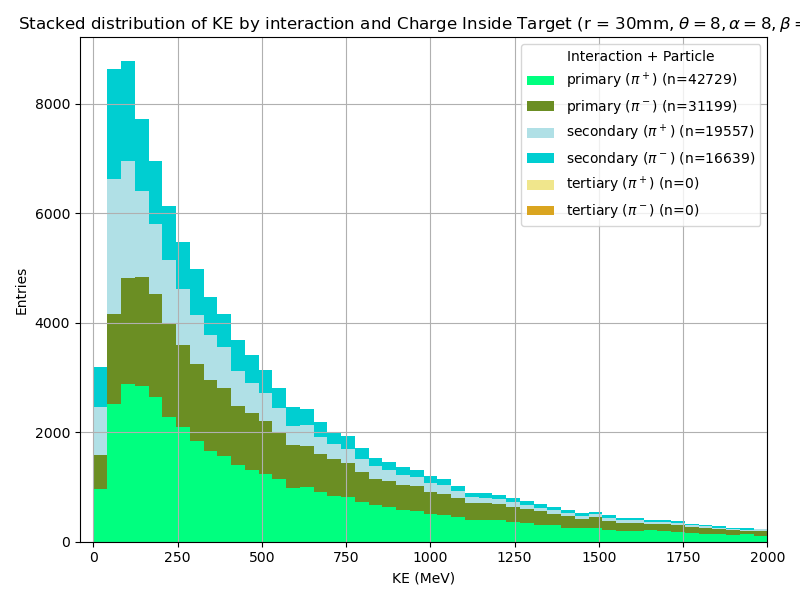 Stacked distribution of KE by interaction and Charge Inside Target (r = 30mm, θ = 8, α = 8, β =
Interaction + Particle
primary (π⁺) (n=42729)
primary (π⁻) (n=31199)
secondary (π⁺) (n=19557)
secondary (π⁻) (n=16639)
tertiary (π⁺) (n=0)
tertiary (π⁻) (n=0)
Entries
8000
6000
4000
2000
0
0 250 500 750 1000 1250 1500 1750 2000
KE (MeV)